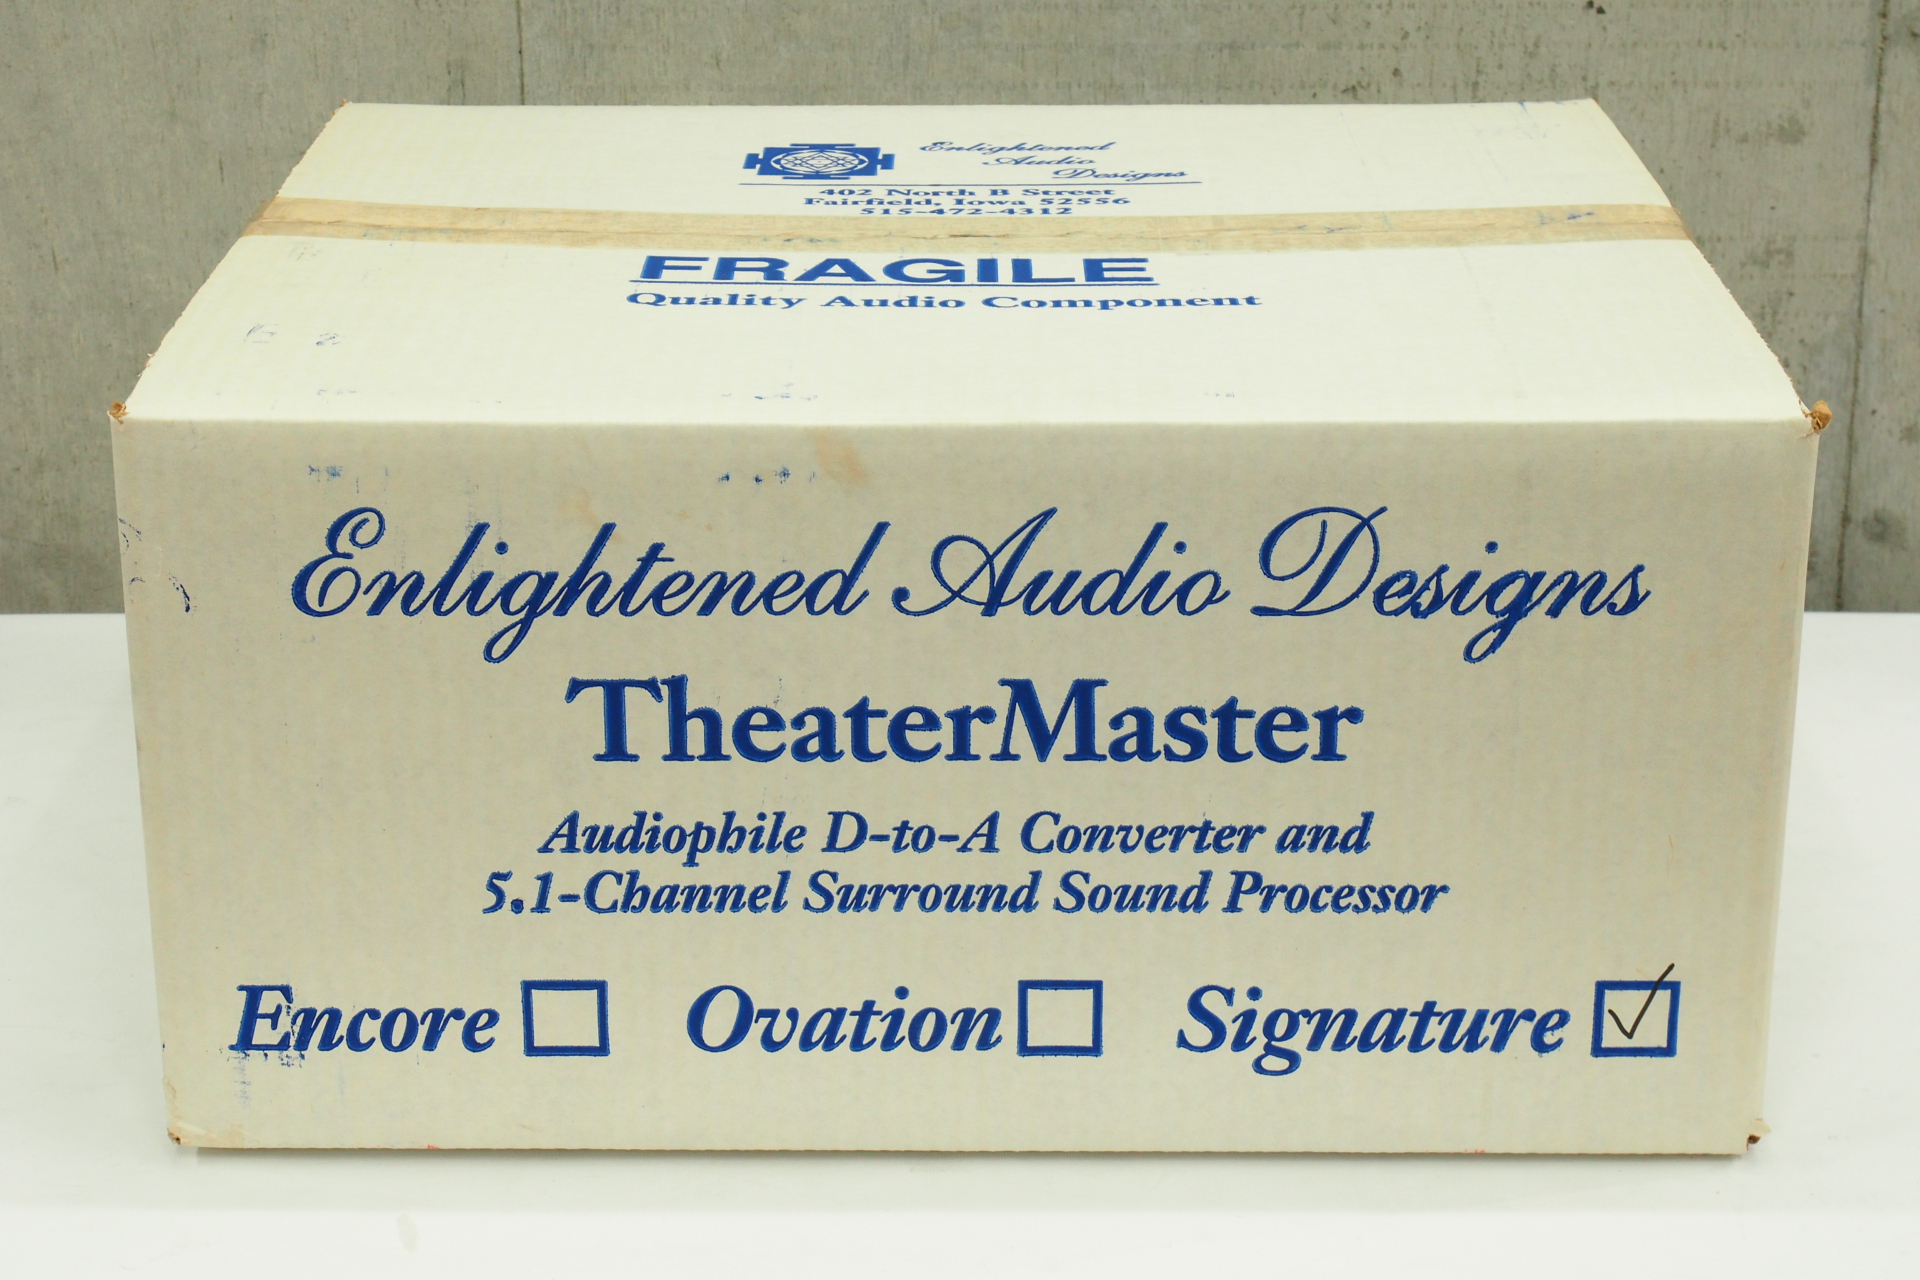 Enlightened
Audio
Designs
402 North B Street
Fairfield, Iowa 52556
515-472-4312
FRAGILE
Quality Audio Component
Enlightened Audio Designs
TheaterMaster
Audiophile D-to-A Converter and
5.1-Channel Surround Sound Processor
Encore Ovation Signature